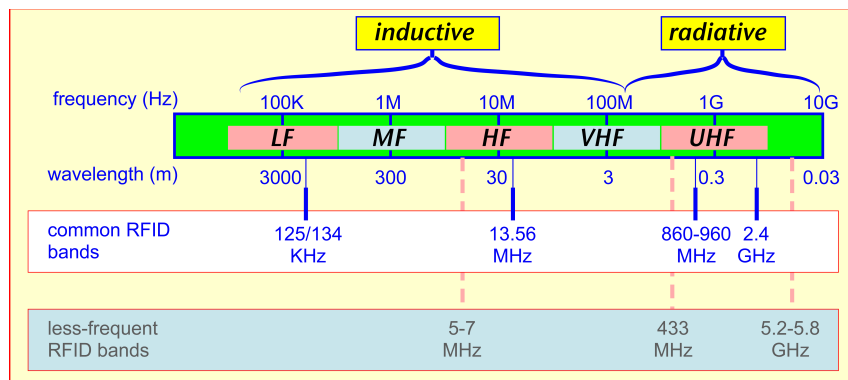 inductive radiative
frequency (Hz) 100K 1M 10M 100M 1G 10G
LF MF HF VHF UHF
wavelength (m) 3000 300 30 3 0.3 0.03
common RFID bands
125/134 KHz
13.56 MHz
860-960 MHz
2.4 GHz
less-frequent RFID bands
5-7 MHz
433 MHz
5.2-5.8 GHz